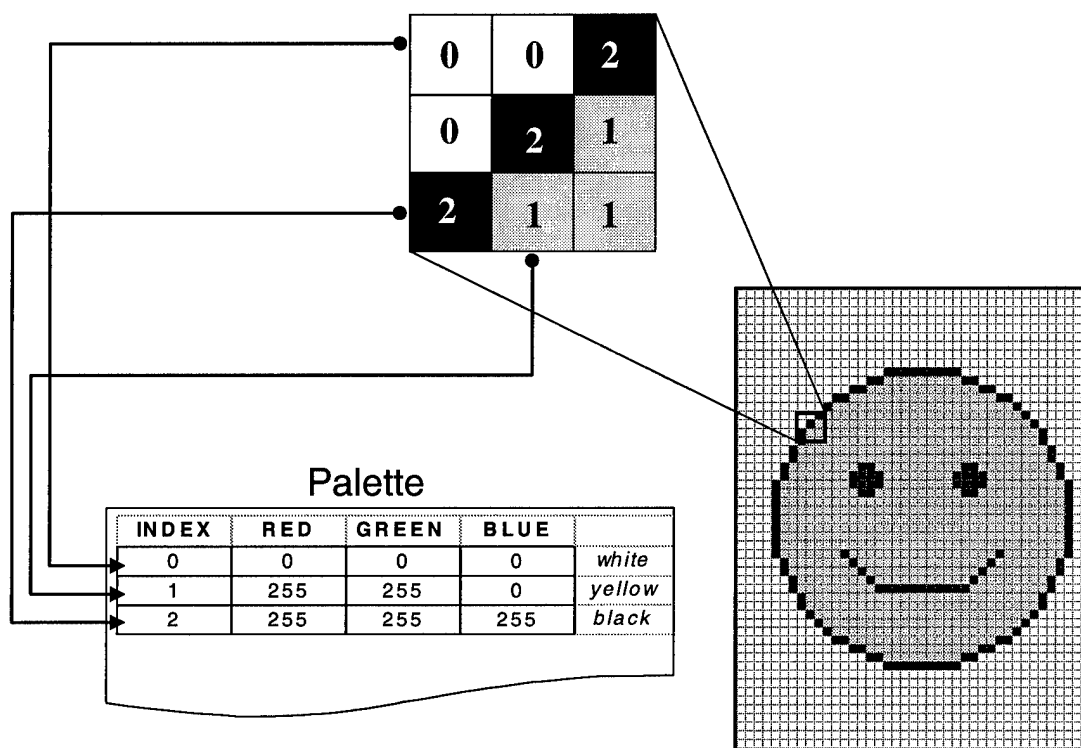 0 0 2
0 2 1
2 1 1
Palette
INDEX RED GREEN BLUE
0 0 0 0 white
1 255 255 0 yellow
2 255 255 255 black